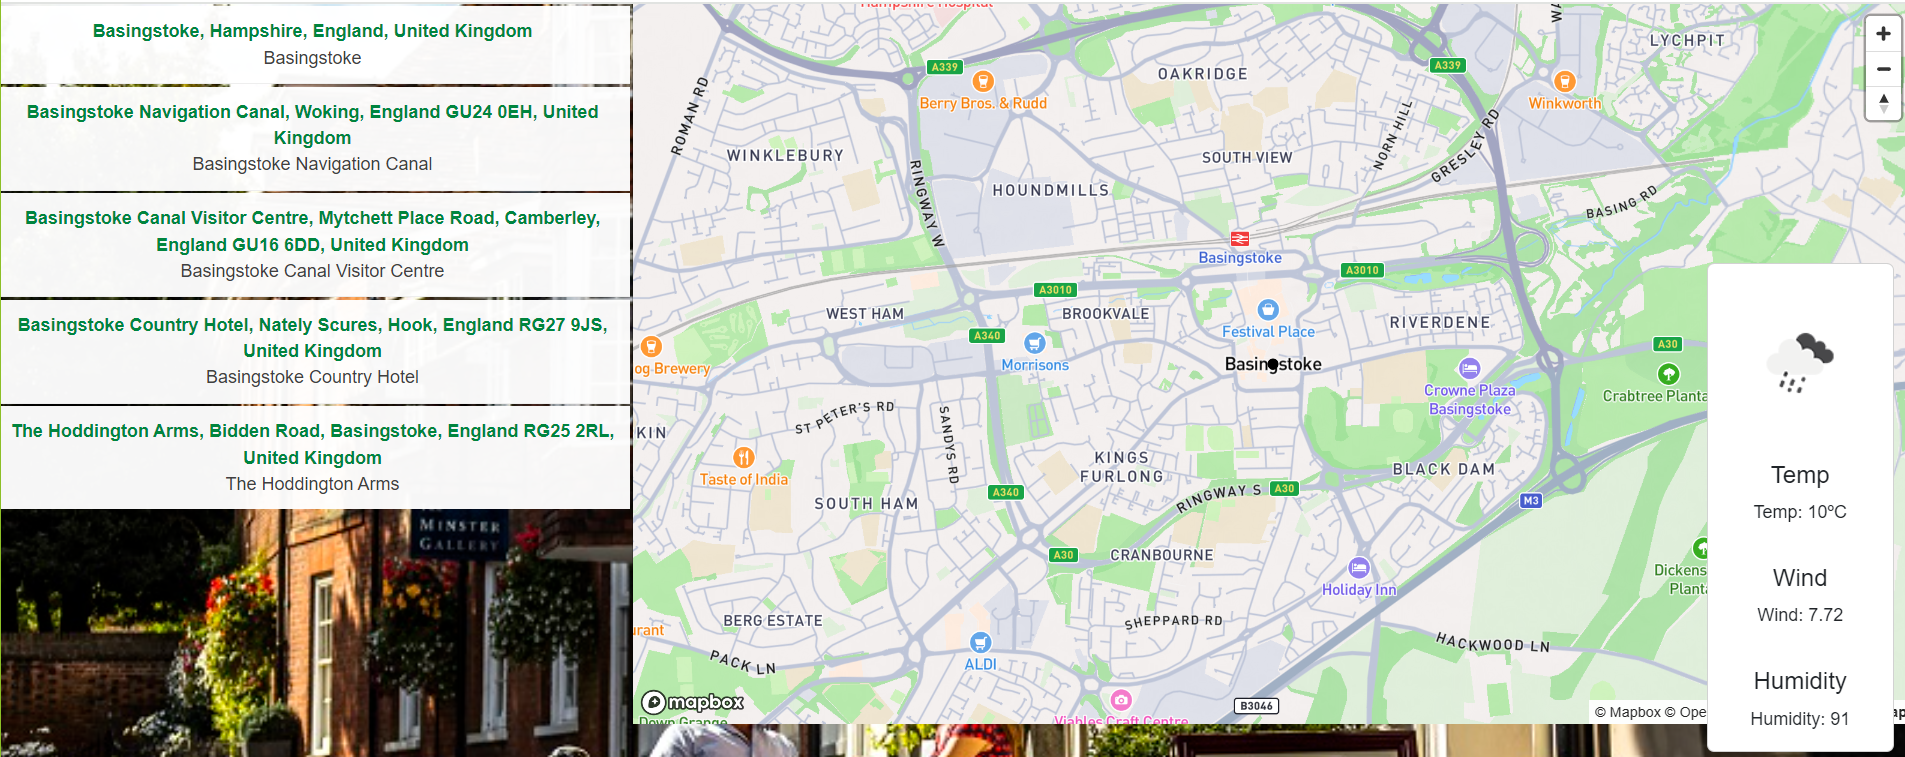 Basingstoke, Hampshire, England, United Kingdom
Basingstoke
Basingstoke Navigation Canal, Woking, England GU24 0EH, United
Kingdom
Basingstoke Navigation Canal
Basingstoke Canal Visitor Centre, Mytchett Place Road, Camberley,
England GU16 6DD, United Kingdom
Basingstoke Canal Visitor Centre
Basingstoke Country Hotel, Nately Scures, Hook, England RG27 9JS,
United Kingdom
Basingstoke Country Hotel
The Hoddington Arms, Bidden Road, Basingstoke, England RG25 2RL,
United Kingdom
The Hoddington Arms
MINSTER
GALLERY
Hampshire Hospital
LYCHPIT
A339
A339
OAKRIDGE
Berry Bros. & Rudd
Winkworth
ROMAN RD
NORN HILL
GRESLEY RD
WINKLEBURY
SOUTH VIEW
RINGWAY W
HOUNDMILLS
BASING RD
Basingstoke
A3010
A3010
WEST HAM
BROOKVALE
Festival Place
RIVERDENE
A340
Morrisons
A30
og Brewery
Basingstoke
Crowne Plaza
Basingstoke
Crabtree Planta
ST PETER'S RD
SANDYS RD
KIN
Taste of India
KINGS
FURLONG
BLACK DAM
A340
RINGWAY S
A30
M3
SOUTH HAM
A30
CRANBOURNE
Holiday Inn
Dickens
Planta
BERG ESTATE
SHEPPARD RD
urant
PACK LN
ALDI
HACKWOOD LN
mapbox
B3046
Down Grange
Viables Craft Centre
© Mapbox © Ope
ap
+
−
Temp
Temp: 10°C
Wind
Wind: 7.72
Humidity
Humidity: 91